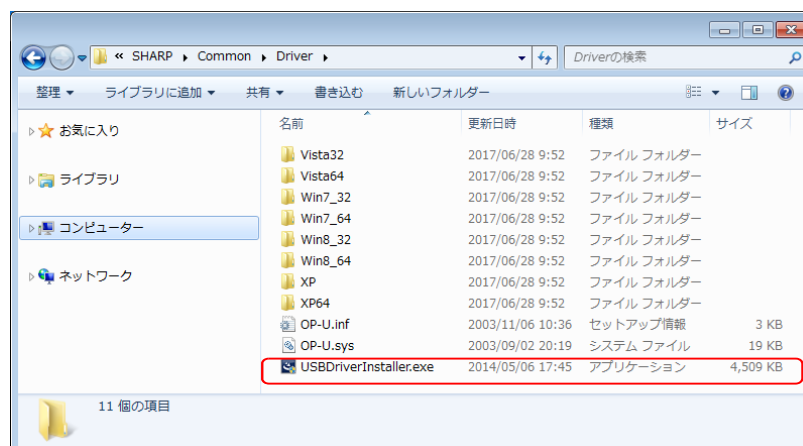 « SHARP ▸ Common ▸ Driver ▸ Driverの検索
整理 ▼ ライブラリに追加 ▼ 共有 ▼ 書き込む 新しいフォルダー
名前 更新日時 種類 サイズ
お気に入り
ライブラリ
コンピューター
ネットワーク
Vista32 2017/06/28 9:52 ファイル フォルダー
Vista64 2017/06/28 9:52 ファイル フォルダー
Win7_32 2017/06/28 9:52 ファイル フォルダー
Win7_64 2017/06/28 9:52 ファイル フォルダー
Win8_32 2017/06/28 9:52 ファイル フォルダー
Win8_64 2017/06/28 9:52 ファイル フォルダー
XP 2017/06/28 9:52 ファイル フォルダー
XP64 2017/06/28 9:52 ファイル フォルダー
OP-U.inf 2003/11/06 10:36 セットアップ情報 3 KB
OP-U.sys 2003/09/02 20:19 システム ファイル 19 KB
USBDriverInstaller.exe 2014/05/06 17:45 アプリケーション 4,509 KB
11 個の項目